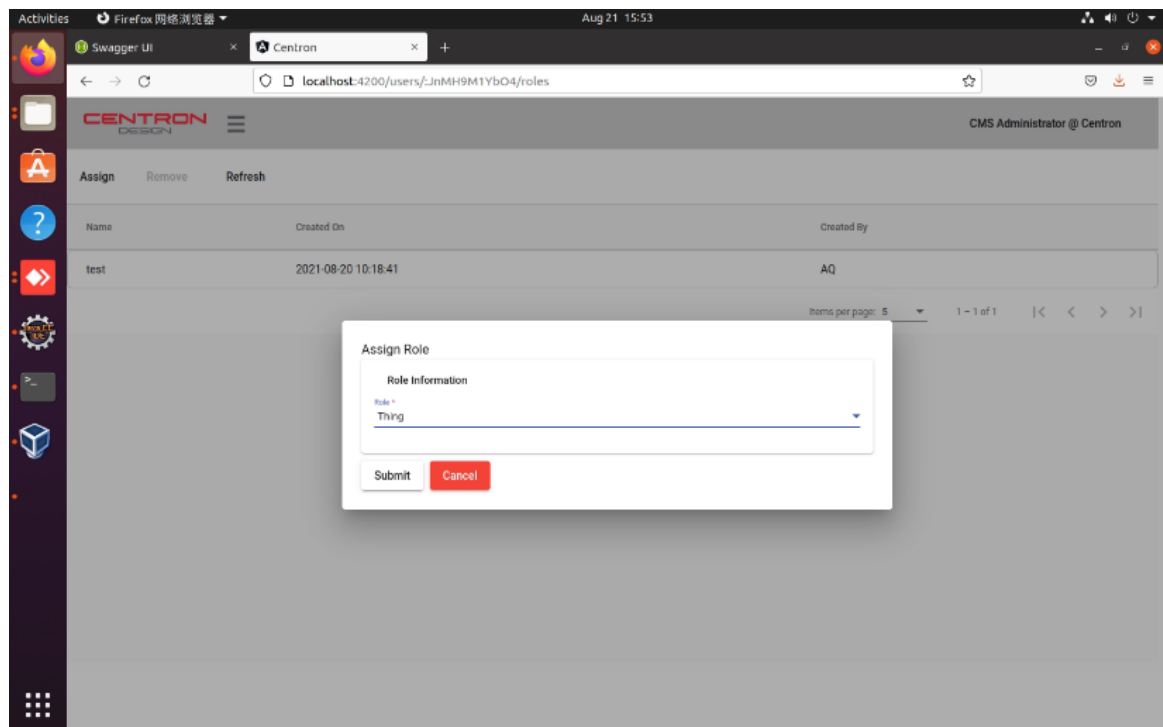 Activities Firefox 网络浏览器 Aug 21 15:53
Swagger UI × Centron × +
localhost:4200/users/:JnMH9M1YbO4/roles
CENTRON
DESIGN
CMS Administrator @ Centron
Assign Remove Refresh
Name Created On Created By
test 2021-08-20 10:18:41 AQ
Items per page: 5 1 – 1 of 1
Assign Role
Role Information
Role *
Thing
Submit Cancel